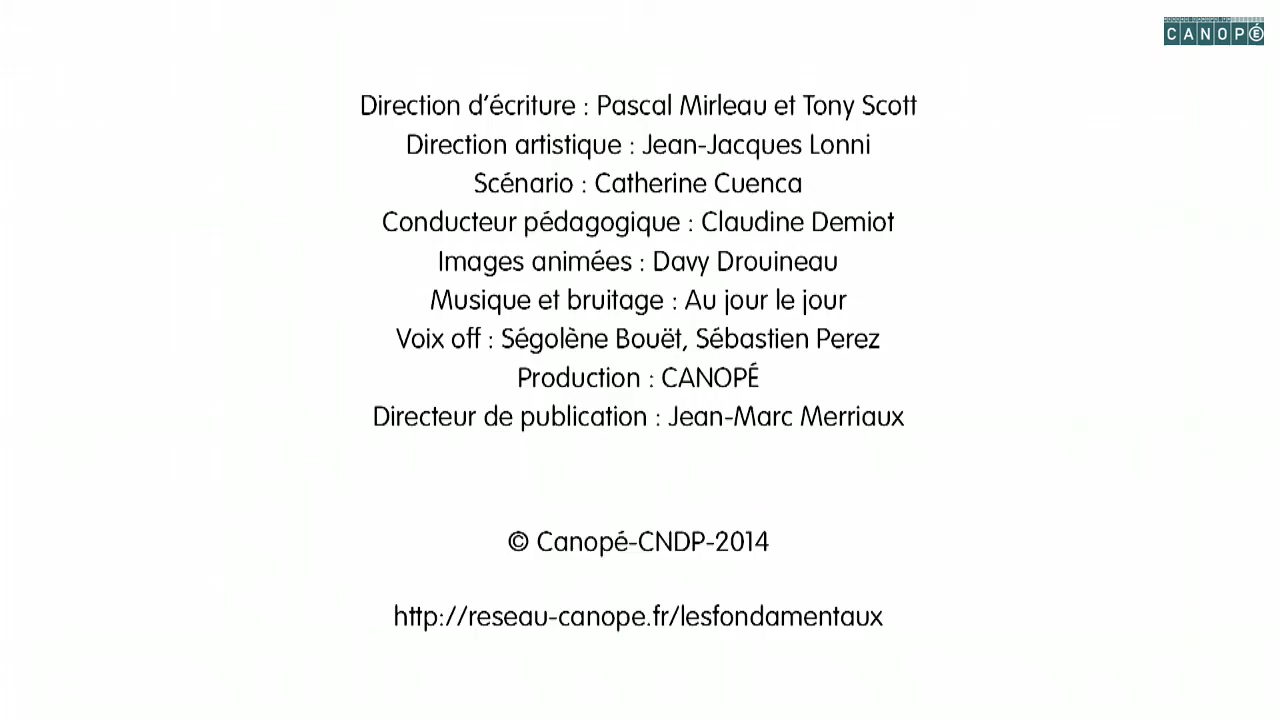 CANOPÉ
Direction d'écriture : Pascal Mirleau et Tony Scott
Direction artistique : Jean-Jacques Lonni
Scénario : Catherine Cuenca
Conducteur pédagogique : Claudine Demiot
Images animées : Davy Drouineau
Musique et bruitage : Au jour le jour
Voix off : Ségolène Bouët, Sébastien Perez
Production : CANOPÉ
Directeur de publication : Jean-Marc Merriaux
© Canopé-CNDP-2014
http://reseau-canope.fr/lesfondamentaux